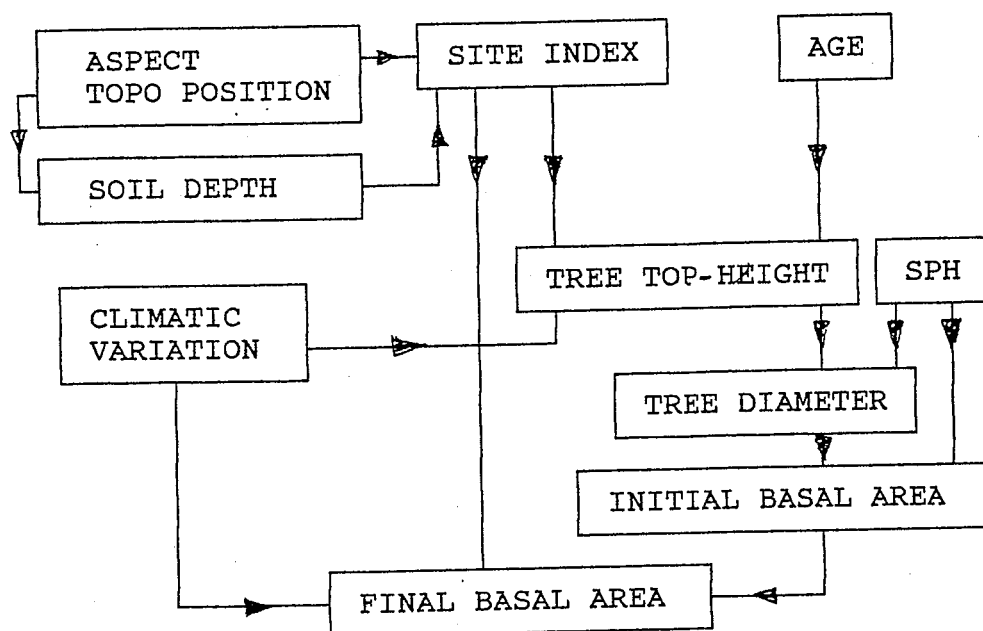 ASPECT
TOPO POSITION
SITE INDEX
AGE
SOIL DEPTH
TREE TOP-HEIGHT
SPH
CLIMATIC
VARIATION
TREE DIAMETER
INITIAL BASAL AREA
FINAL BASAL AREA